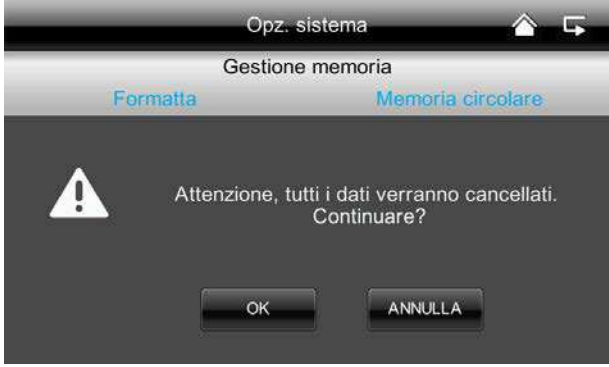 Opz. sistema
Gestione memoria
Formatta Memoria circolare
Attenzione, tutti i dati verranno cancellati.
Continuare?
OK ANNULLA